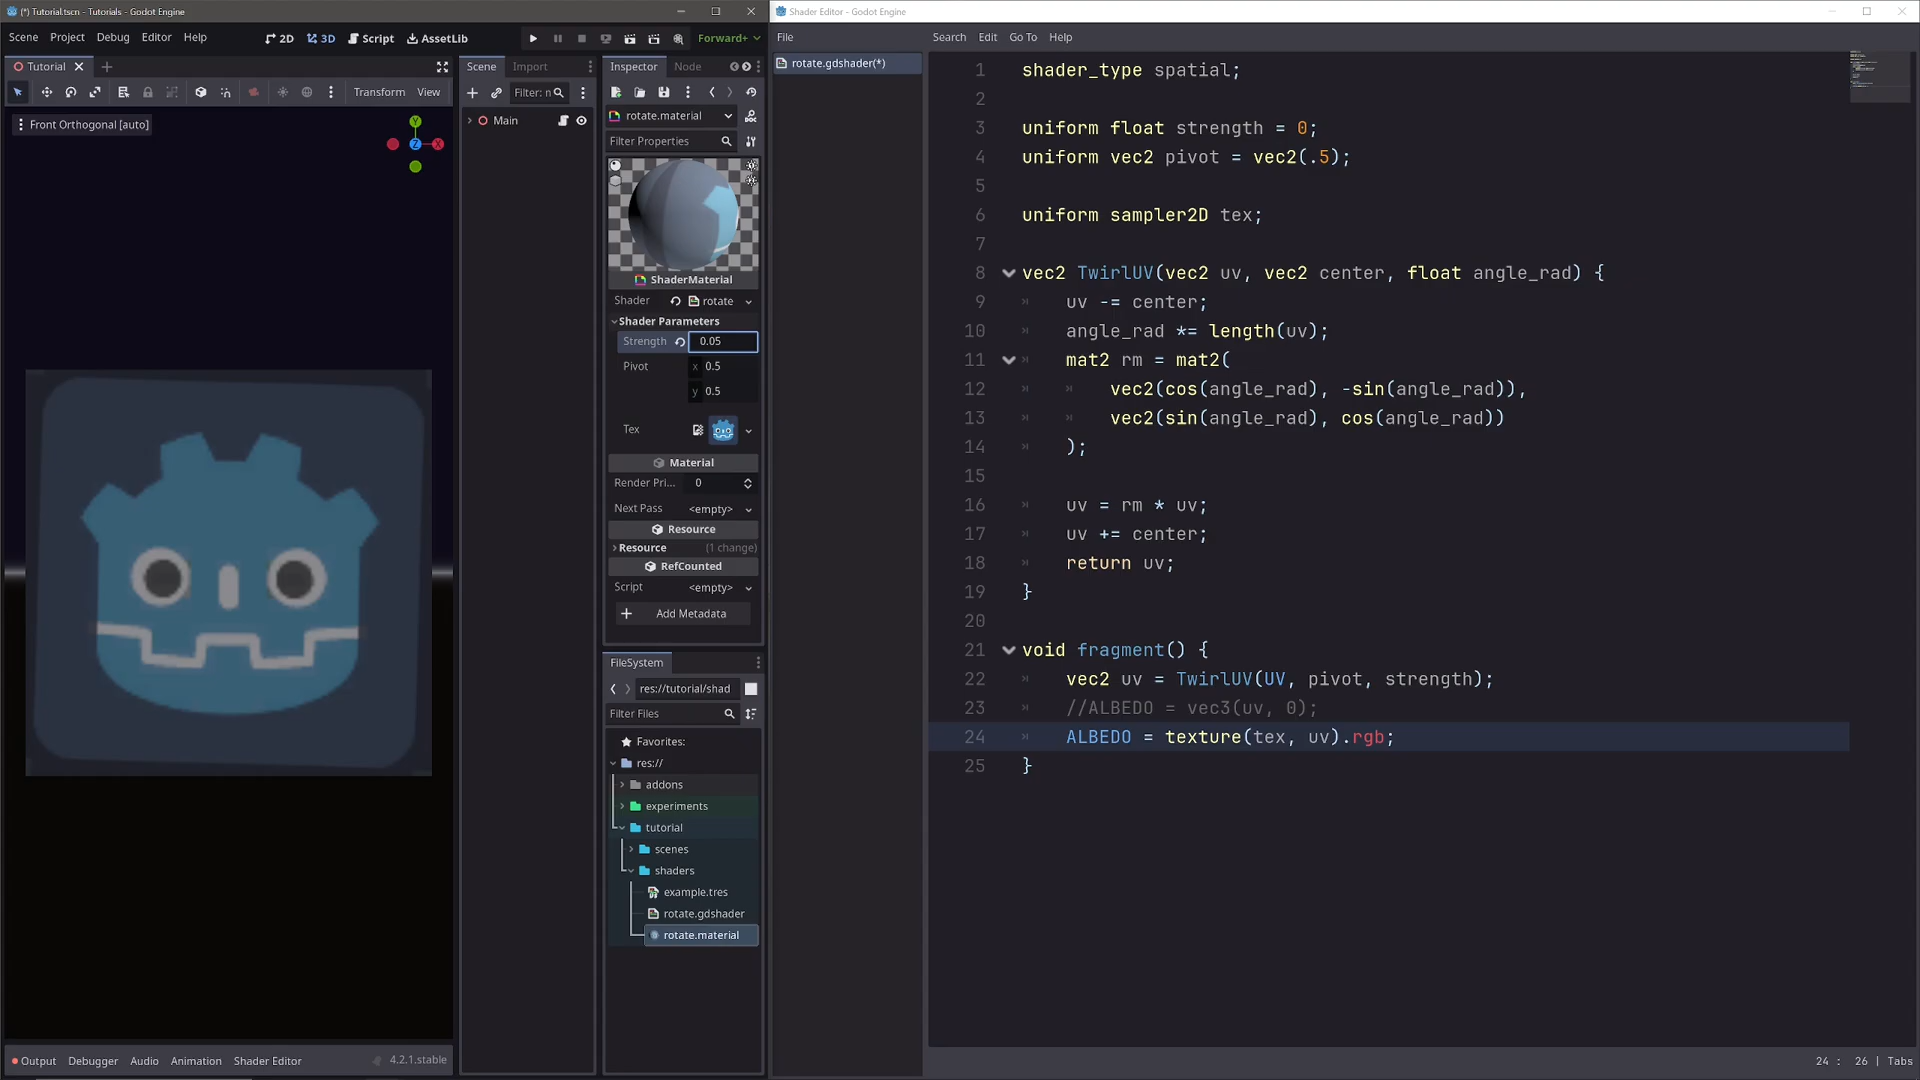 (*) Tutorial.tscn - Tutorials - Godot Engine
Scene Project Debug Editor Help
2D 3D Script AssetLib
Forward+
Tutorial
Transform View
Front Orthogonal [auto]
Y
Z
X
Scene Import
Filter: n
Main
Inspector Node
rotate.material
Filter Properties
ShaderMaterial
Shader rotate
Shader Parameters
Strength 0.05
Pivot x 0.5
y 0.5
Tex
Material
Render Pri... 0
Next Pass <empty>
Resource
Resource (1 change)
RefCounted
Script <empty>
Add Metadata
FileSystem
res://tutorial/shad
Filter Files
Favorites:
res://
addons
experiments
tutorial
scenes
shaders
example.tres
rotate.gdshader
rotate.material
Output Debugger Audio Animation Shader Editor 4.2.1.stable
Shader Editor - Godot Engine
File Search Edit Go To Help
rotate.gdshader(*)
1 shader_type spatial;
2
3 uniform float strength = 0;
4 uniform vec2 pivot = vec2(.5);
5
6 uniform sampler2D tex;
7
8 vec2 TwirlUV(vec2 uv, vec2 center, float angle_rad) {
9 uv -= center;
10 angle_rad *= length(uv);
11 mat2 rm = mat2(
12 vec2(cos(angle_rad), -sin(angle_rad)),
13 vec2(sin(angle_rad), cos(angle_rad))
14 );
15
16 uv = rm * uv;
17 uv += center;
18 return uv;
19 }
20
21 void fragment() {
22 vec2 uv = TwirlUV(UV, pivot, strength);
23 //ALBEDO = vec3(uv, 0);
24 ALBEDO = texture(tex, uv).rgb;
25 }
24 : 26 | Tabs